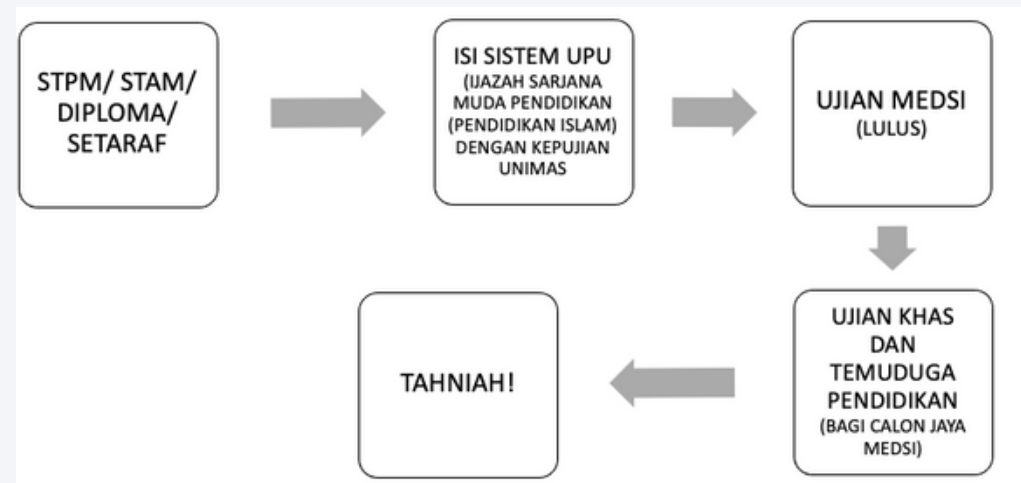 STPM/ STAM/
DIPLOMA/
SETARAF
ISI SISTEM UPU
(IJAZAH SARJANA
MUDA PENDIDIKAN
(PENDIDIKAN ISLAM)
DENGAN KEPUJIAN
UNIMAS
UJIAN MEDSI
(LULUS)
UJIAN KHAS
DAN
TEMUDUGA
PENDIDIKAN
(BAGI CALON JAYA
MEDSI)
TAHNIAH!